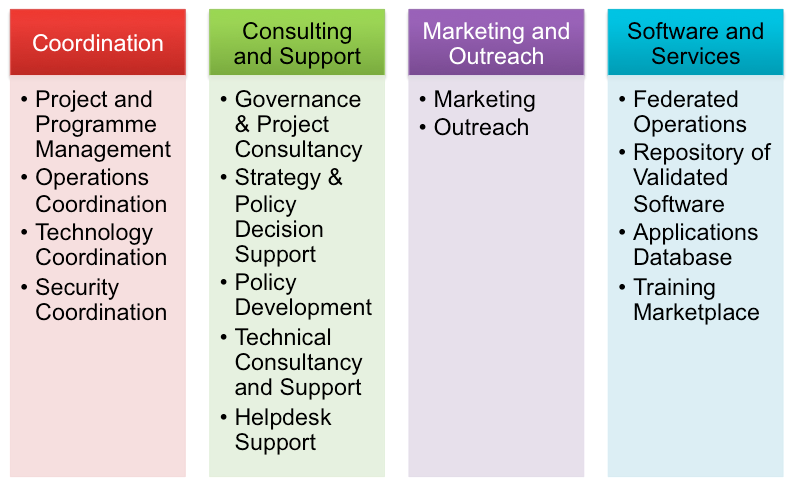 Coordination
• Project and
Programme
Management
• Operations
Coordination
• Technology
Coordination
• Security
Coordination
Consulting
and Support
• Governance
& Project
Consultancy
• Strategy &
Policy
Decision
Support
• Policy
Development
• Technical
Consultancy
and Support
• Helpdesk
Support
Marketing and
Outreach
• Marketing
• Outreach
Software and
Services
• Federated
Operations
• Repository of
Validated
Software
• Applications
Database
• Training
Marketplace